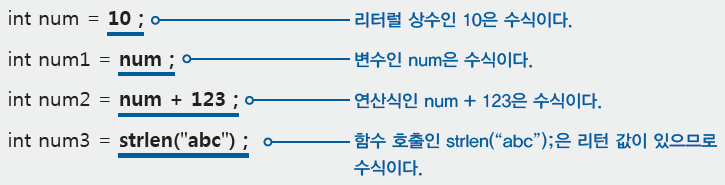 int num = 10 ; 리터럴 상수인 10은 수식이다.
int num1 = num ; 변수인 num은 수식이다.
int num2 = num + 123 ; 연산식인 num + 123은 수식이다.
int num3 = strlen("abc") ; 함수 호출인 strlen(“abc”);은 리턴 값이 있으므로
수식이다.